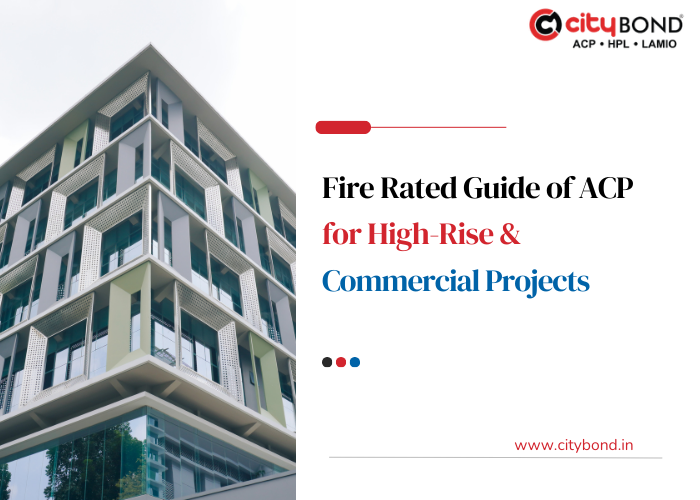 cityBOND®
ACP • HPL • LAMIO
Fire Rated Guide of ACP
for High-Rise &
Commercial Projects
www.citybond.in